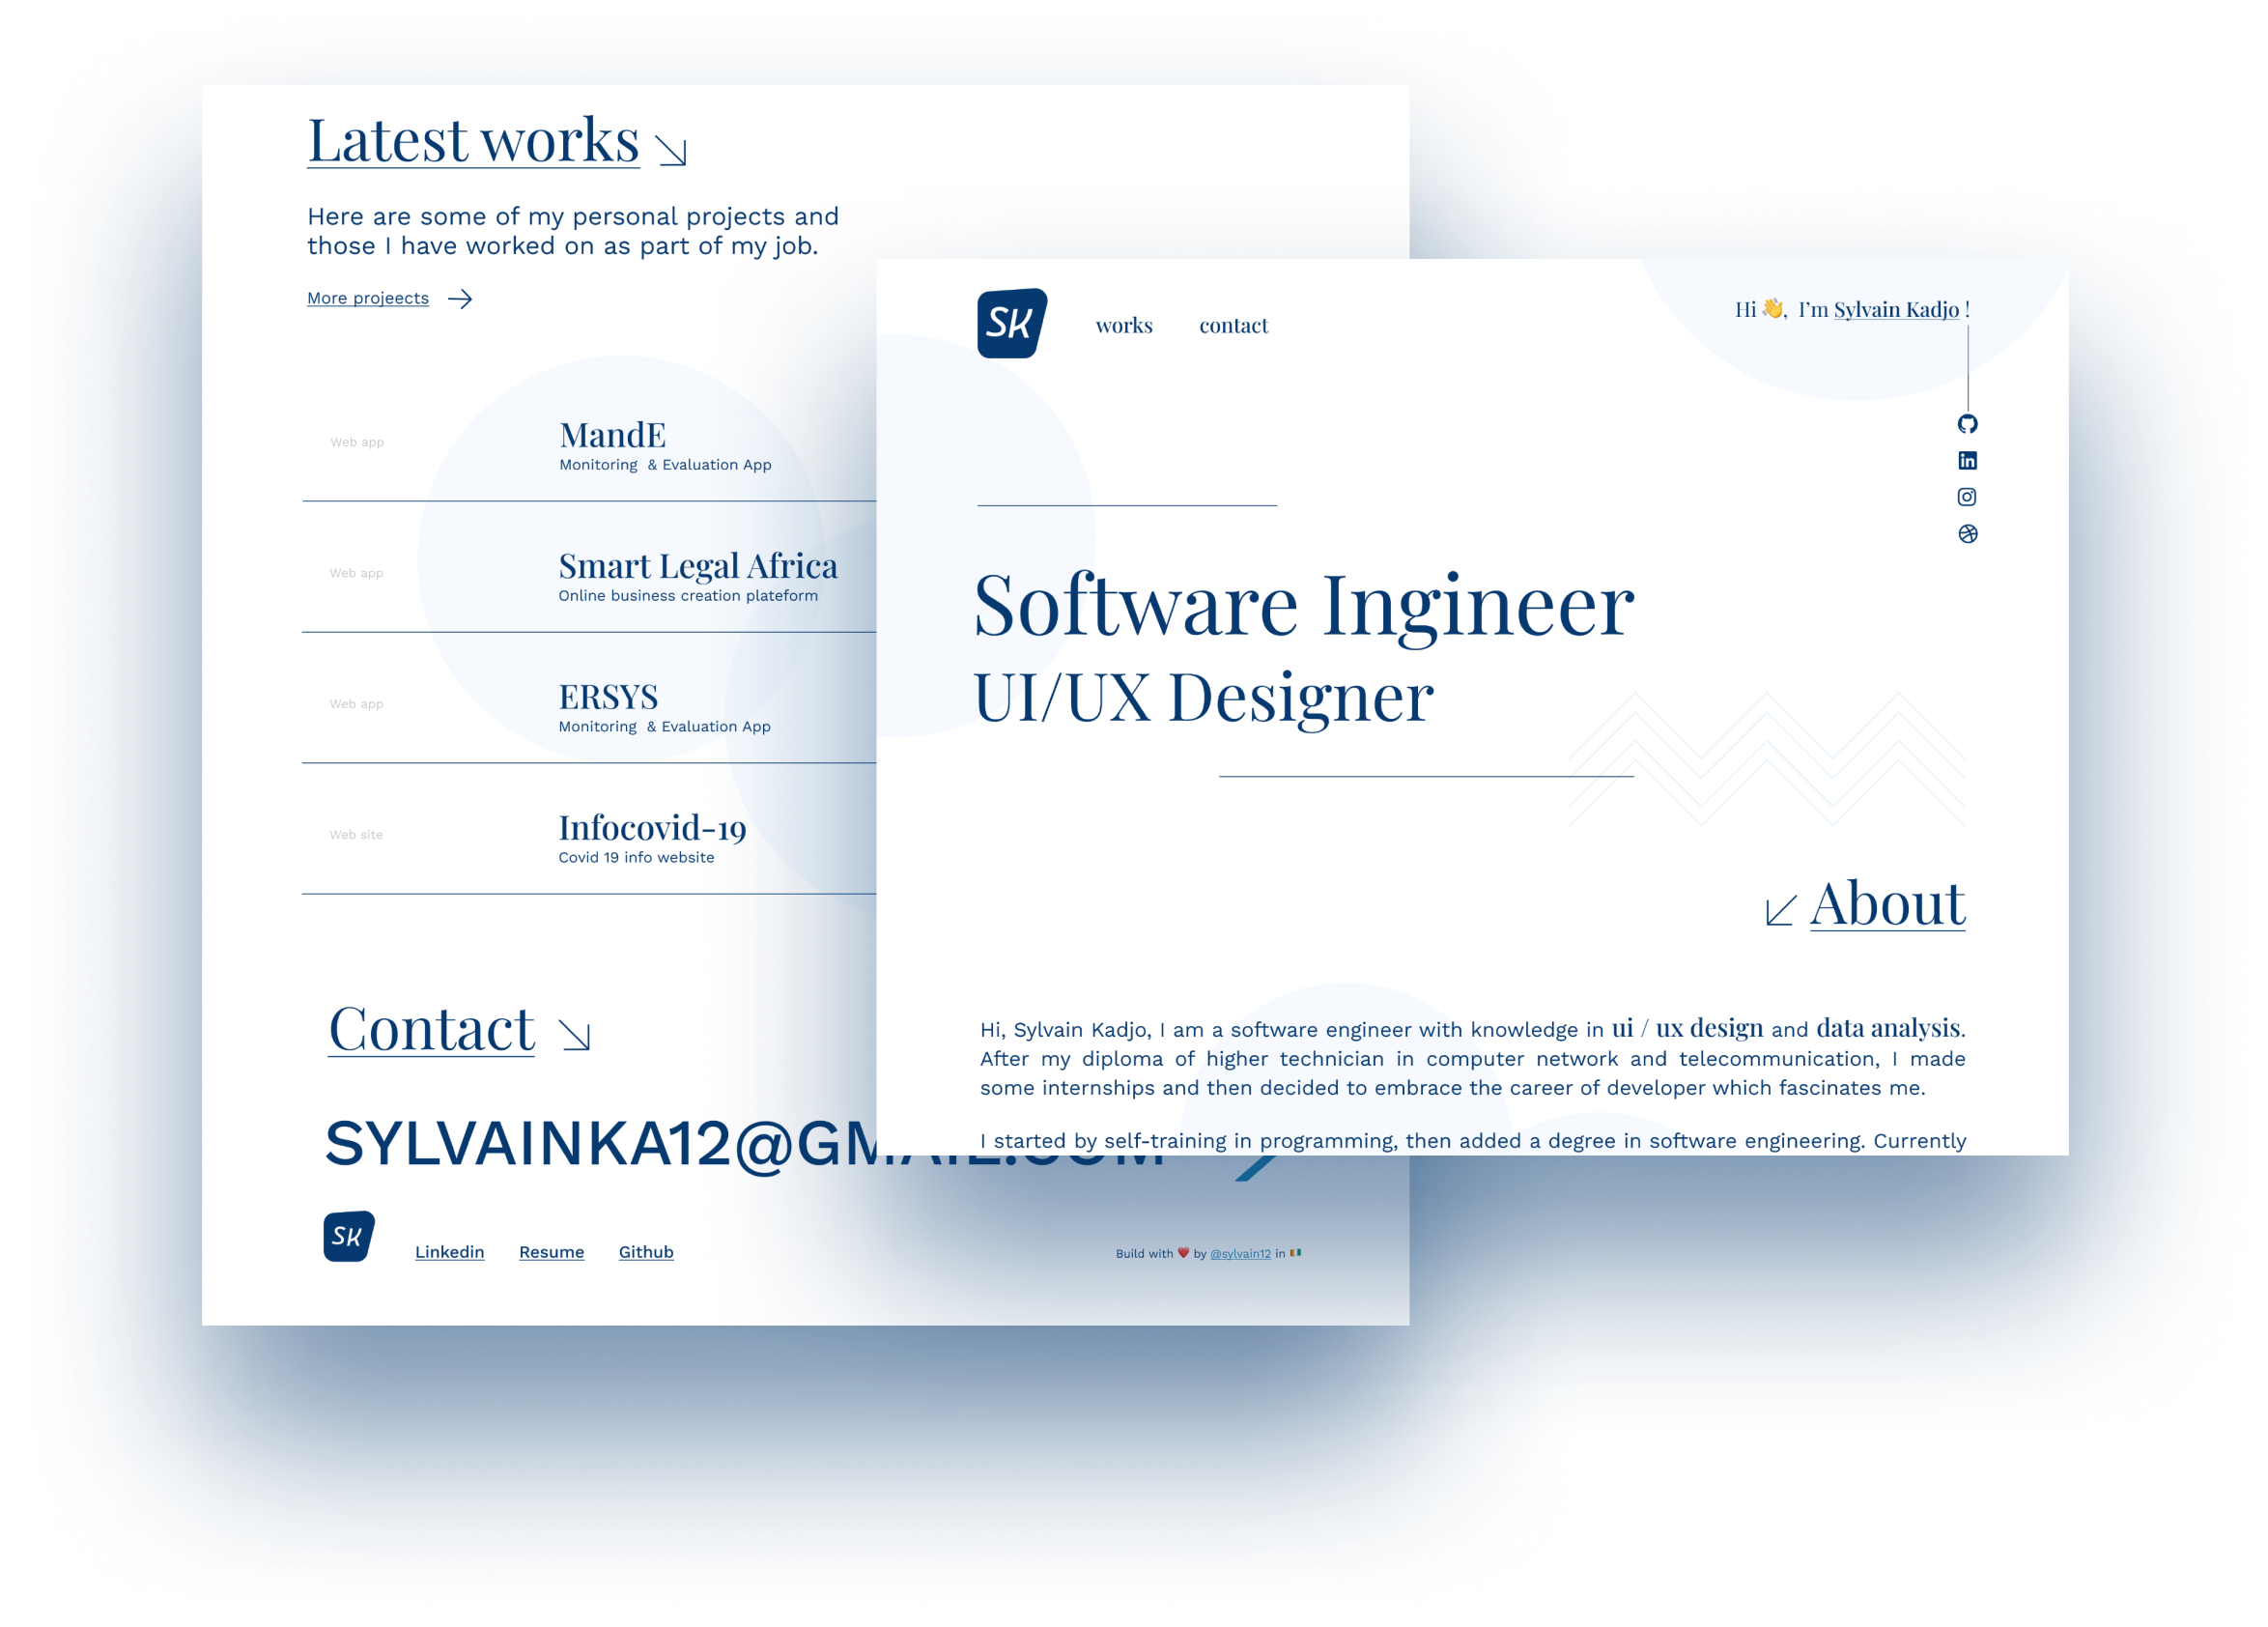 Latest works
Here are some of my personal projects and
those I have worked on as part of my job.
More projeects
Web app
MandE
Monitoring & Evaluation App
Web app
Smart Legal Africa
Online business creation plateform
Web app
ERSYS
Monitoring & Evaluation App
Web site
Infocovid-19
Covid 19 info website
Contact
SYLVAINKA12@GMAIL.COM
SK
Linkedin Resume Github
Build with ❤️ by @sylvain12 in 🇨🇮
SK
works contact
Hi 👋, I'm Sylvain Kadjo !
Software Ingineer
UI/UX Designer
About
Hi, Sylvain Kadjo, I am a software engineer with knowledge in ui / ux design and data analysis.
After my diploma of higher technician in computer network and telecommunication, I made
some internships and then decided to embrace the career of developer which fascinates me.
I started by self-training in programming, then added a degree in software engineering. Currently